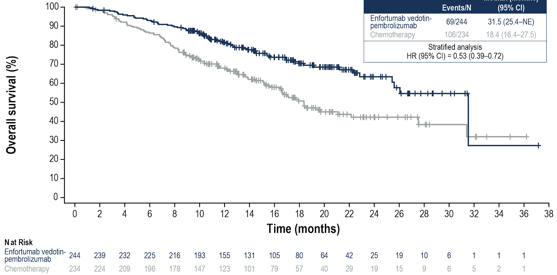 Events/N
(95% CI)
Enfortumab vedotin-
pembrolizumab
69/244
31.5 (25.4–NE)
Chemotherapy
106/234
18.4 (16.4–27.5)
Stratified analysis
HR (95% CI) = 0.53 (0.39–0.72)
Overall survival (%)
100
90
80
70
60
50
40
30
20
10
0
0 2 4 6 8 10 12 14 16 18 20 22 24 26 28 30 32 34 36 38
Time (months)
N at Risk
Enfortumab vedotin-
pembrolizumab
244 239 232 225 216 193 155 131 105 80 64 42 25 19 10 6 1 1 1
Chemotherapy
234 224 209 196 178 147 123 101 79 57 40 29 19 15 9 6 5 2 1